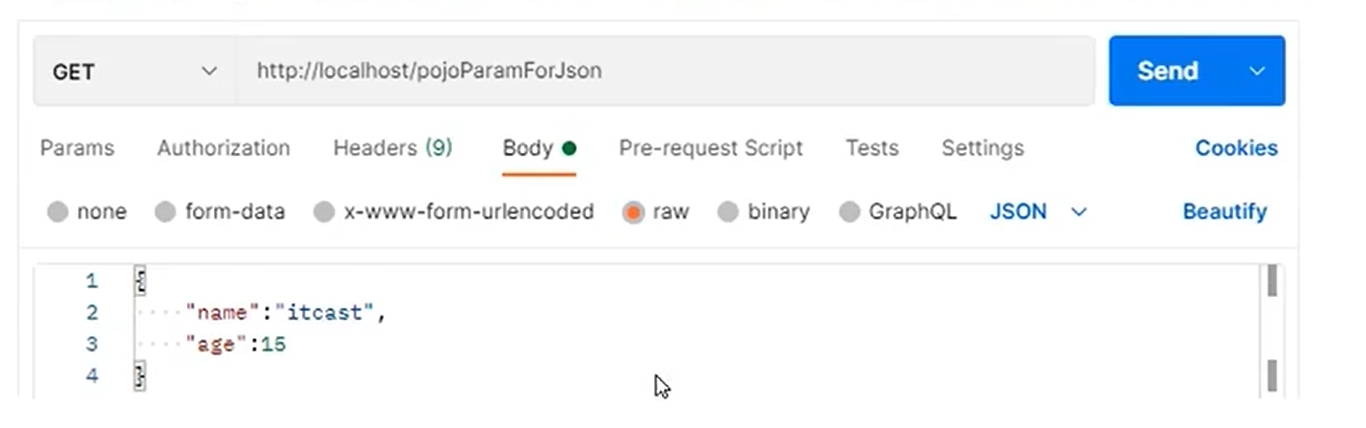 GET http://localhost/pojoParamForJson Send
Params Authorization Headers (9) Body Pre-request Script Tests Settings Cookies
none form-data x-www-form-urlencoded raw binary GraphQL JSON Beautify
1 {
2 "name":"itcast",
3 "age":15
4 }